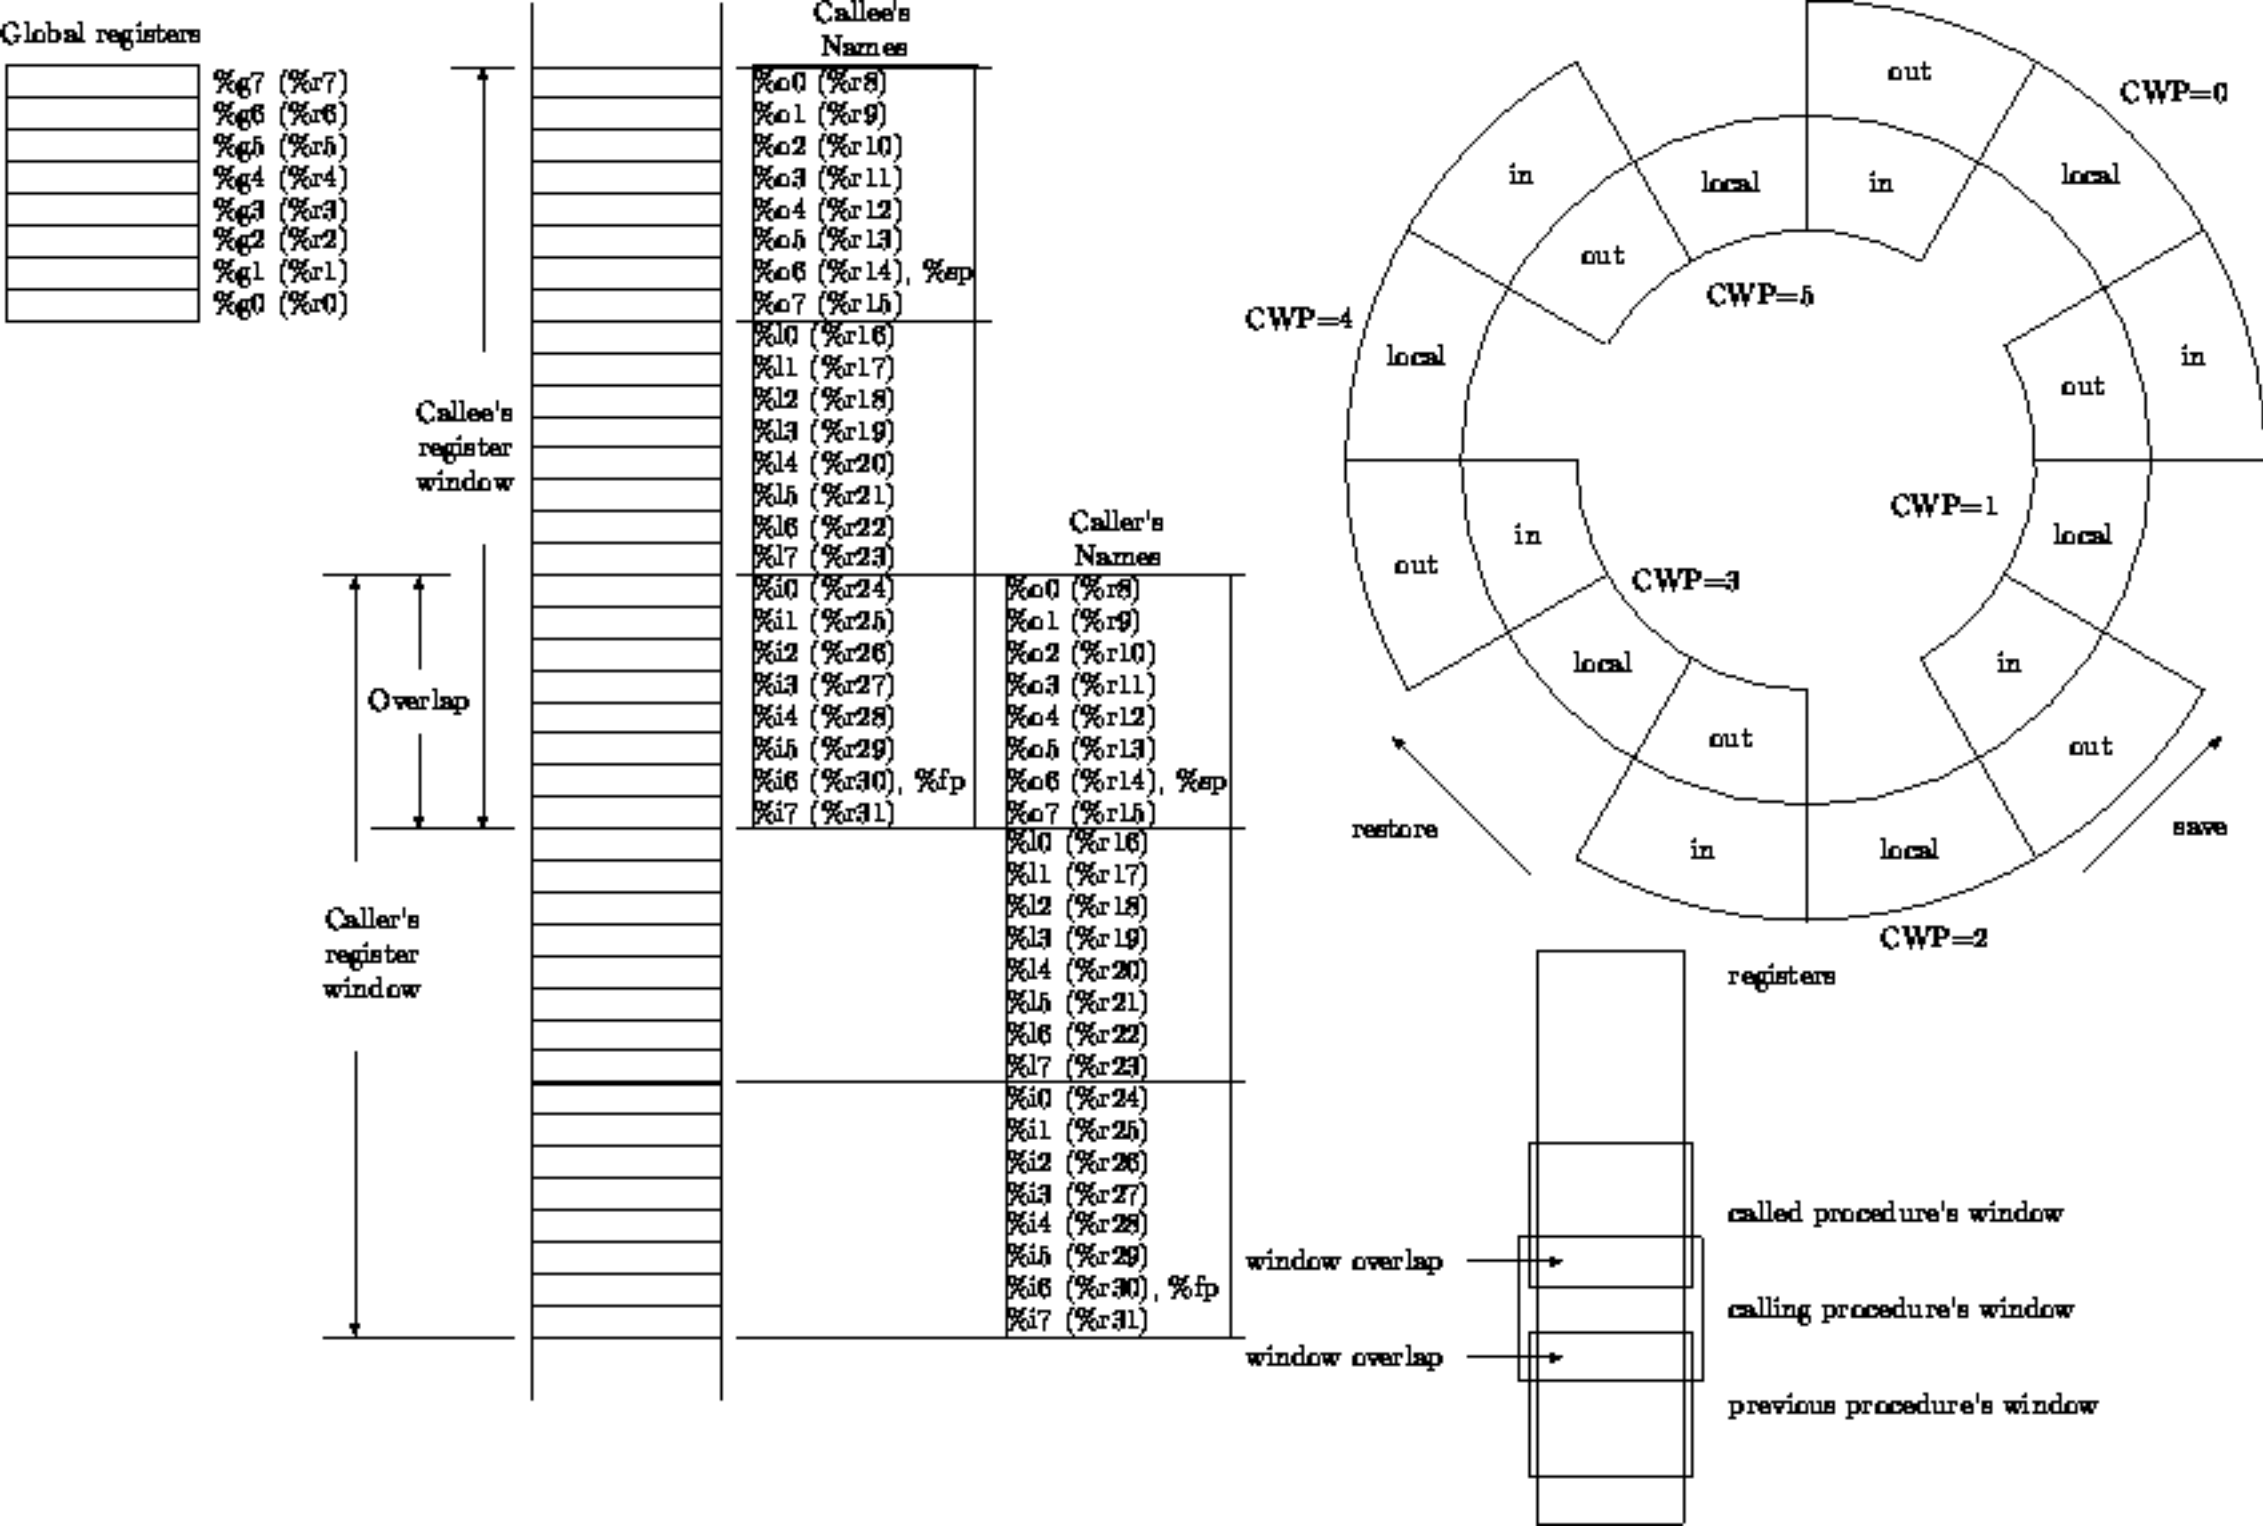 Global registers
%g7 (%r7)
%g6 (%r6)
%g5 (%r5)
%g4 (%r4)
%g3 (%r3)
%g2 (%r2)
%g1 (%r1)
%g0 (%r0)
Callee's
register
window
Overlap
Caller's
register
window
Callee's
Names
%o0 (%r8)
%o1 (%r9)
%o2 (%r10)
%o3 (%r11)
%o4 (%r12)
%o5 (%r13)
%o6 (%r14), %sp
%o7 (%r15)
%l0 (%r16)
%l1 (%r17)
%l2 (%r18)
%l3 (%r19)
%l4 (%r20)
%l5 (%r21)
%l6 (%r22)
%l7 (%r23)
%i0 (%r24)
%i1 (%r25)
%i2 (%r26)
%i3 (%r27)
%i4 (%r28)
%i5 (%r29)
%i6 (%r30), %fp
%i7 (%r31)
Caller's
Names
%o0 (%r8)
%o1 (%r9)
%o2 (%r10)
%o3 (%r11)
%o4 (%r12)
%o5 (%r13)
%o6 (%r14), %sp
%o7 (%r15)
%l0 (%r16)
%l1 (%r17)
%l2 (%r18)
%l3 (%r19)
%l4 (%r20)
%l5 (%r21)
%l6 (%r22)
%l7 (%r23)
%i0 (%r24)
%i1 (%r25)
%i2 (%r26)
%i3 (%r27)
%i4 (%r28)
%i5 (%r29)
%i6 (%r30), %fp
%i7 (%r31)
out
CWP=0
in
local
in
local
out
CWP=5
CWP=4
local
in
out
CWP=1
in
local
out
CWP=3
local
in
out
out
restore
save
in
local
CWP=2
registers
called procedure's window
window overlap
calling procedure's window
window overlap
previous procedure's window